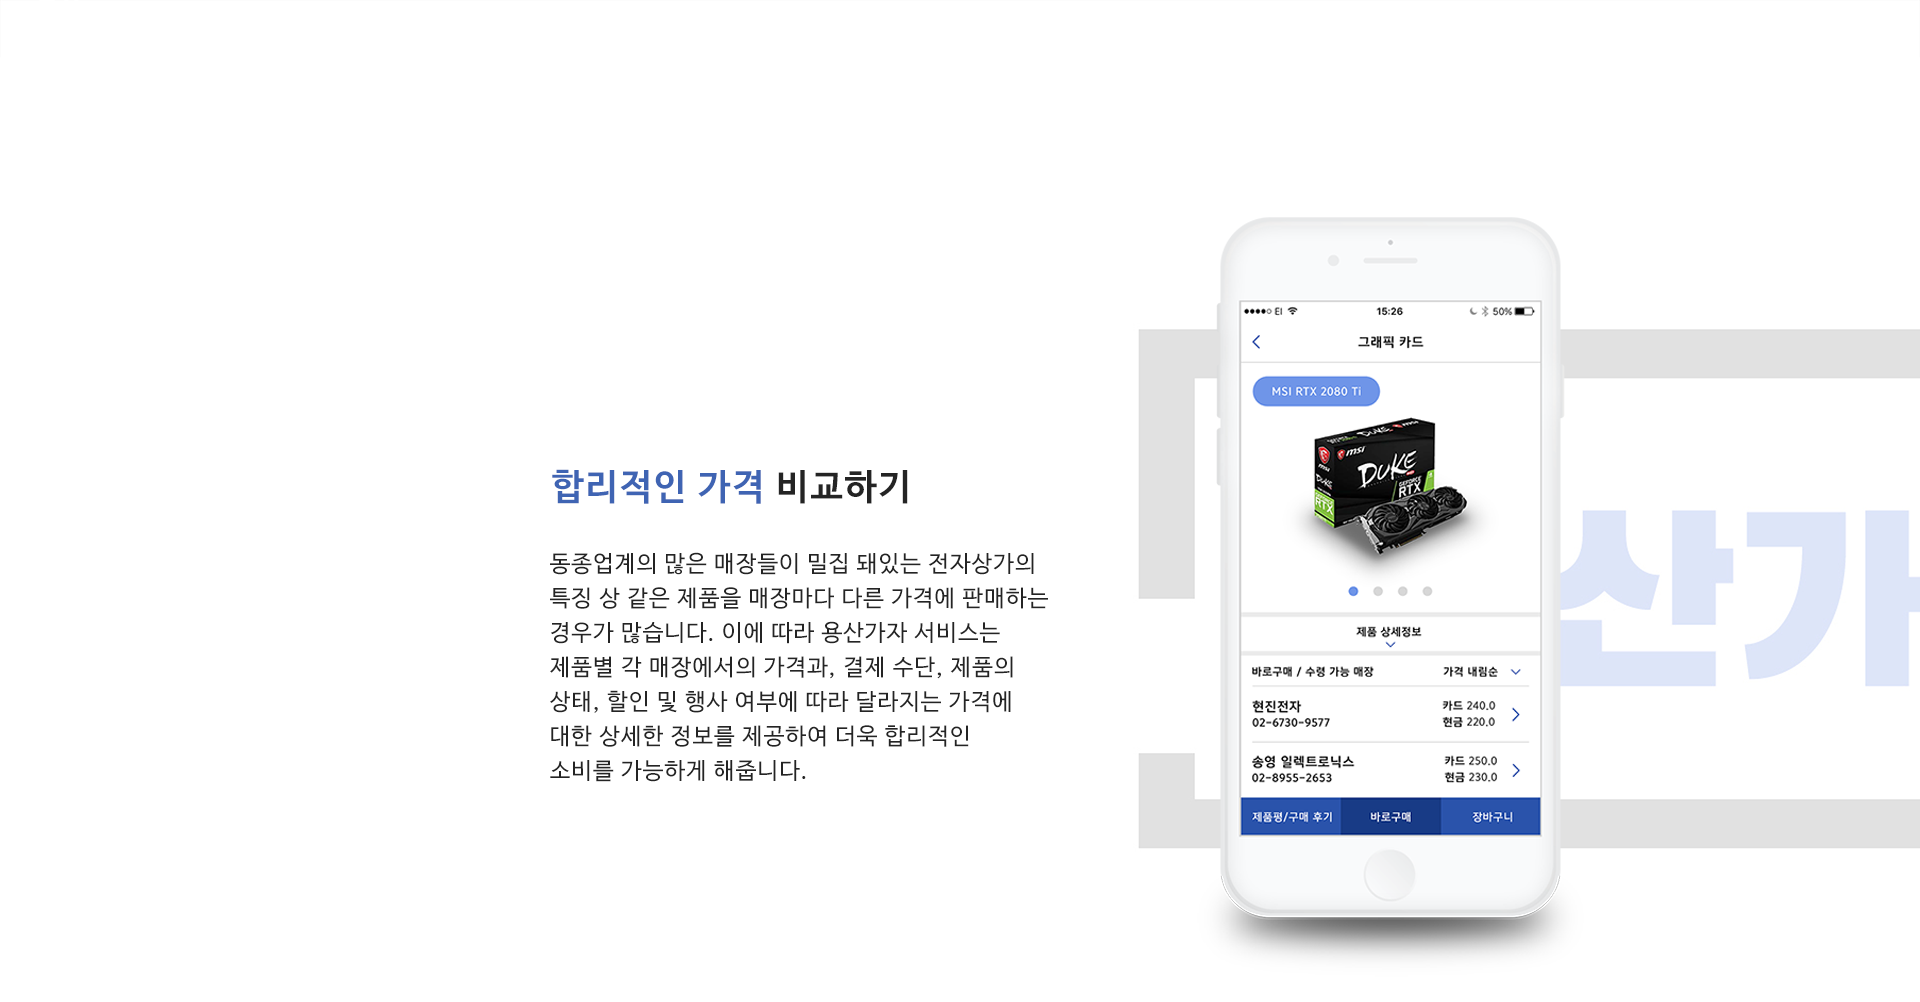 합리적인 가격 비교하기
동종업계의 많은 매장들이 밀집 돼있는 전자상가의
특징 상 같은 제품을 매장마다 다른 가격에 판매하는
경우가 많습니다. 이에 따라 용산가자 서비스는
제품별 각 매장에서의 가격과, 결제 수단, 제품의
상태, 할인 및 행사 여부에 따라 달라지는 가격에
대한 상세한 정보를 제공하여 더욱 합리적인
소비를 가능하게 해줍니다.
EI 15:26 50%
그래픽 카드
MSI RTX 2080 Ti
msi
DUKE
GEFORCE
RTX
제품 상세정보
바로구매 / 수령 가능 매장 가격 내림순
현진전자 카드 240.0
02-6730-9577 현금 220.0
송영 일렉트로닉스 카드 250.0
02-8955-2653 현금 230.0
제품평/구매 후기 바로구매 장바구니
산가